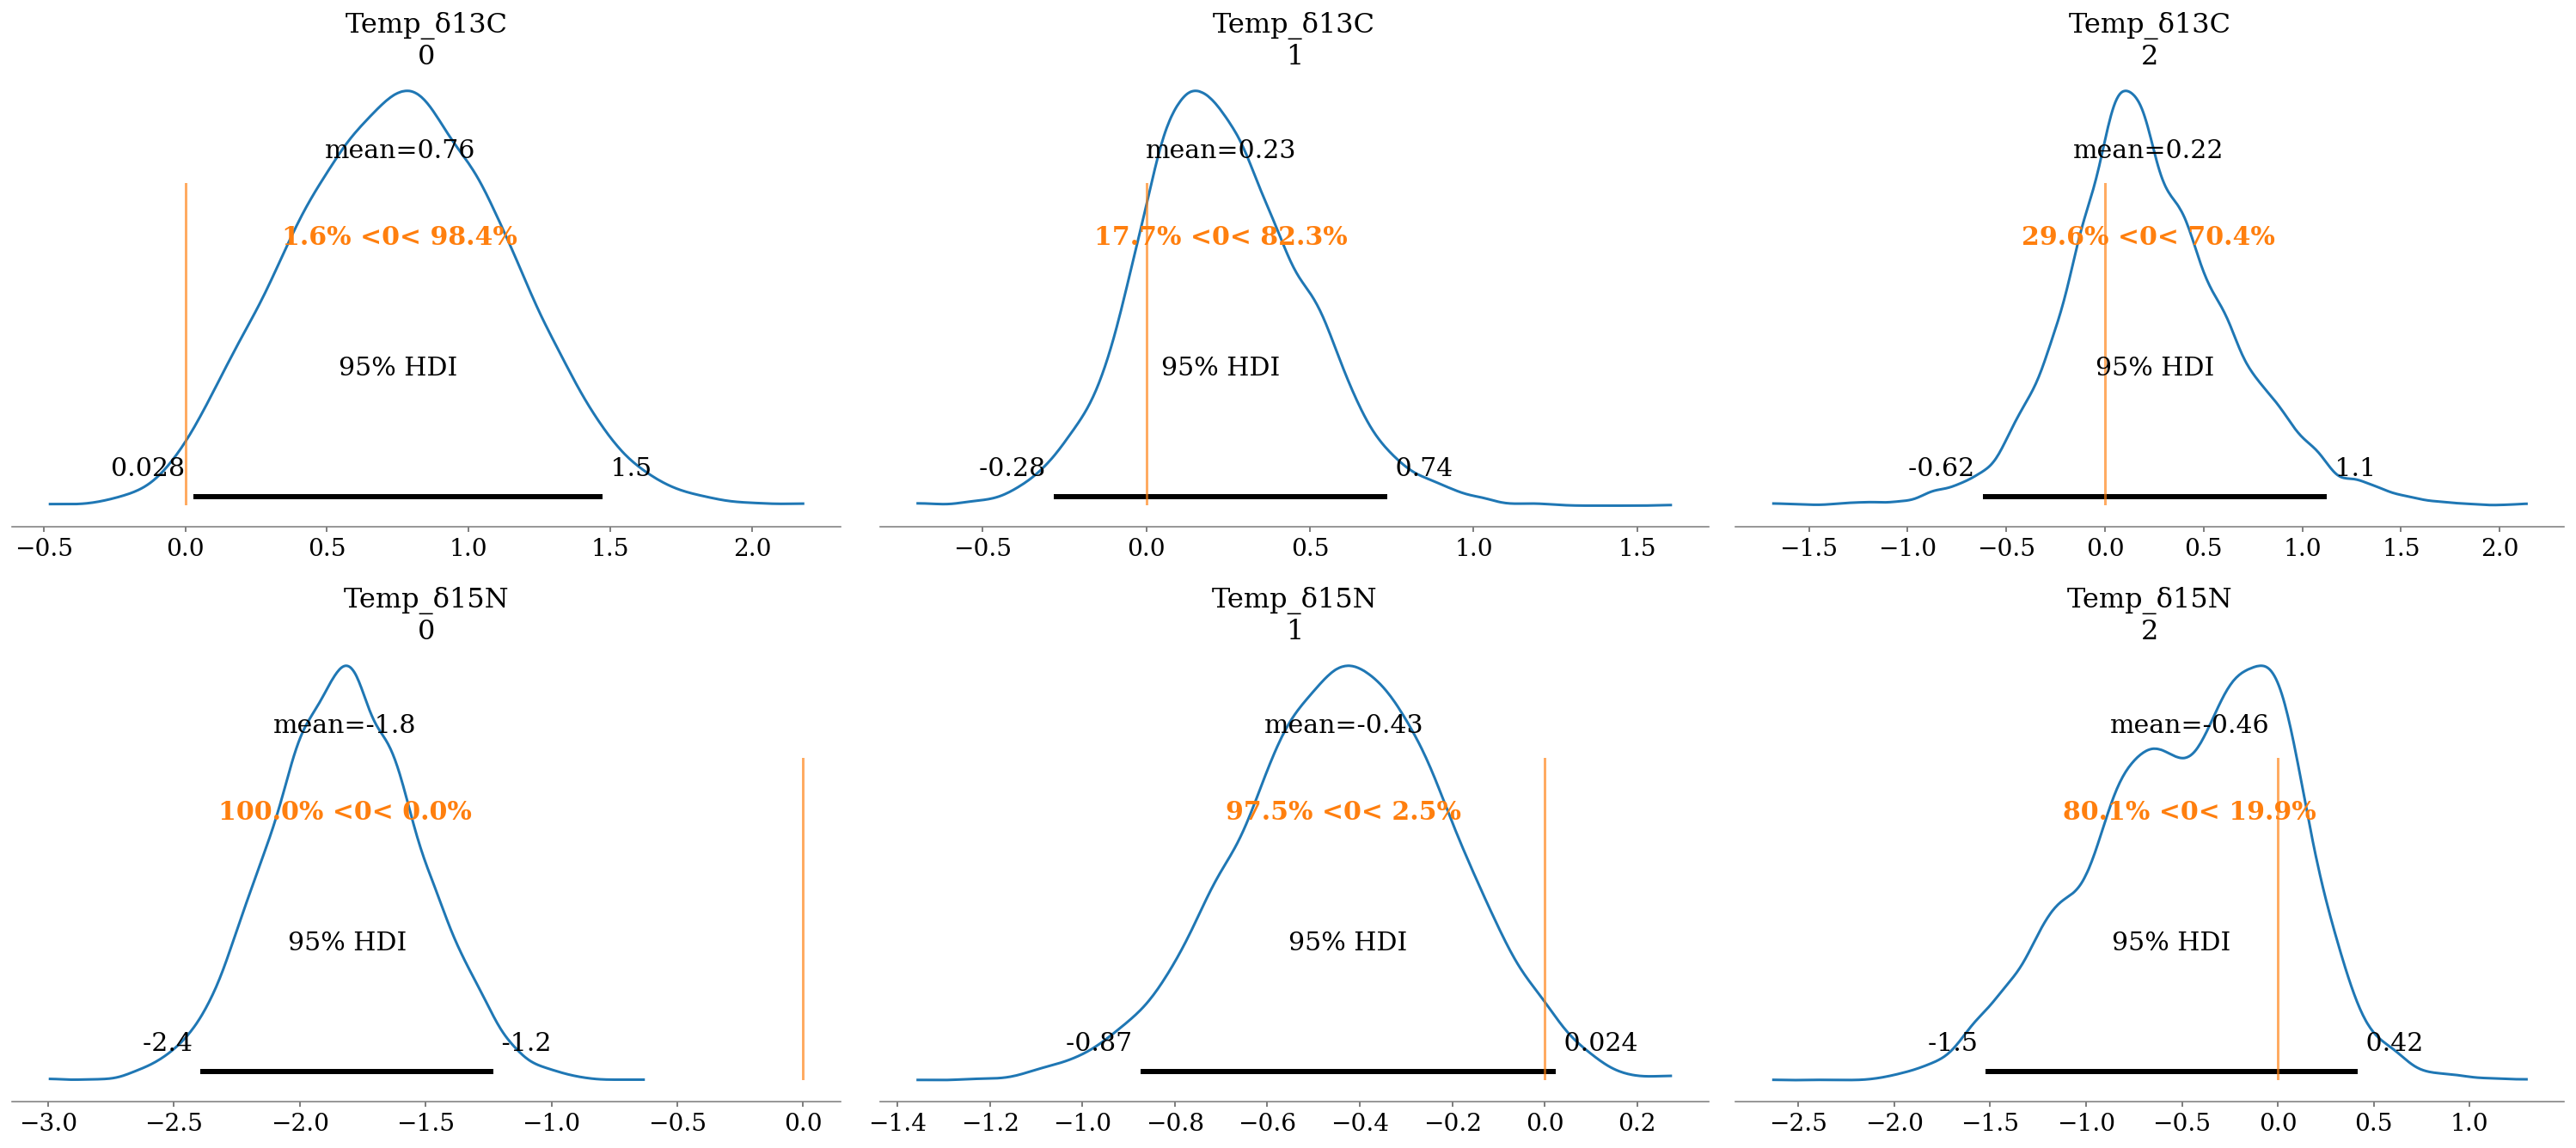 Temp_δ13C
0
mean=0.76
1.6% <0< 98.4%
95% HDI
0.028
1.5
−0.5 0.0 0.5 1.0 1.5 2.0
Temp_δ13C
1
mean=0.23
17.7% <0< 82.3%
95% HDI
-0.28
0.74
−0.5 0.0 0.5 1.0 1.5
Temp_δ13C
2
mean=0.22
29.6% <0< 70.4%
95% HDI
-0.62
1.1
−1.5 −1.0 −0.5 0.0 0.5 1.0 1.5 2.0
Temp_δ15N
0
mean=-1.8
100.0% <0< 0.0%
95% HDI
-2.4
-1.2
−3.0 −2.5 −2.0 −1.5 −1.0 −0.5 0.0
Temp_δ15N
1
mean=-0.43
97.5% <0< 2.5%
95% HDI
-0.87
0.024
−1.4 −1.2 −1.0 −0.8 −0.6 −0.4 −0.2 0.0 0.2
Temp_δ15N
2
mean=-0.46
80.1% <0< 19.9%
95% HDI
-1.5
0.42
−2.5 −2.0 −1.5 −1.0 −0.5 0.0 0.5 1.0